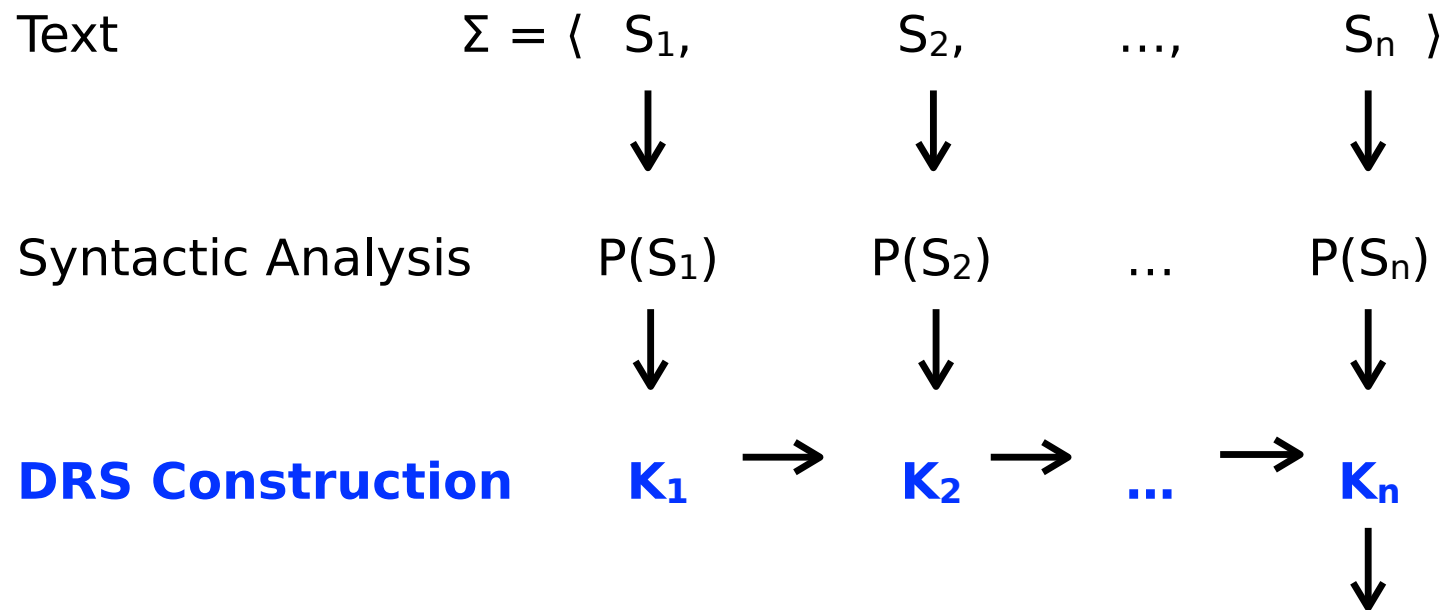 Text Σ = ⟨ S₁, S₂, ..., Sₙ ⟩
Syntactic Analysis P(S₁) P(S₂) ... P(Sₙ)
DRS Construction K₁ K₂ ... Kₙ